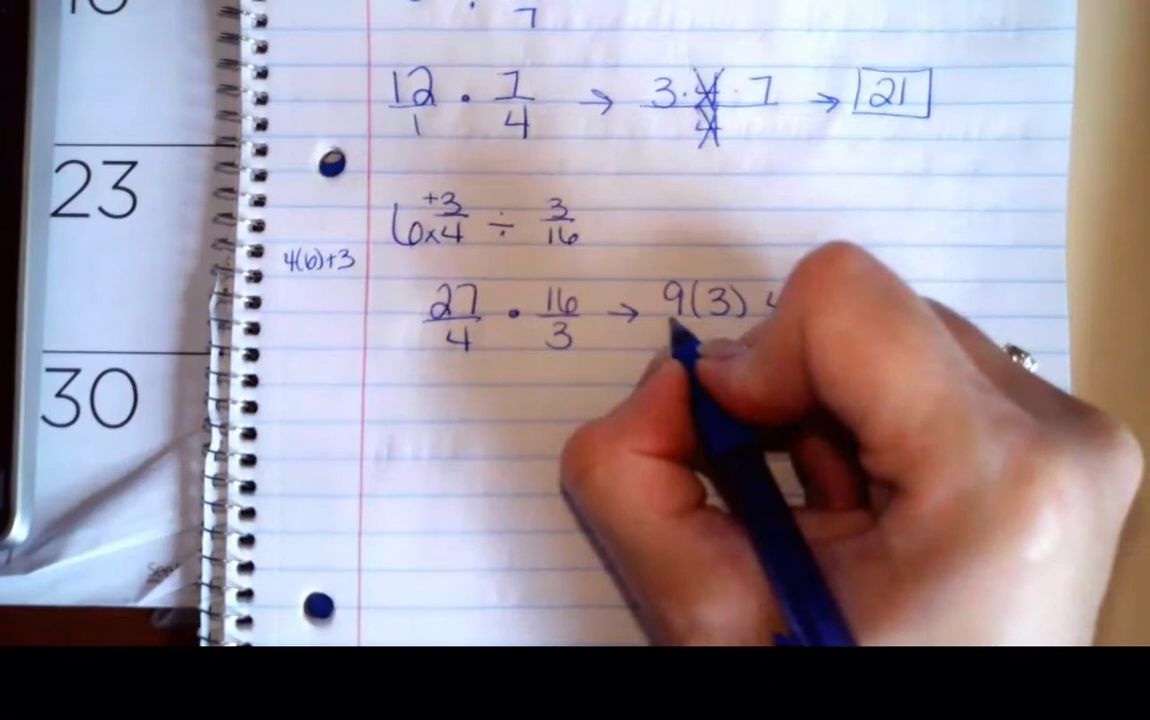 7
12/1 · 7/4 → 3·4·7/4 → 21
23
6 +3/×4 ÷ 3/16
4(6)+3
27/4 · 16/3 → 9(3)
30